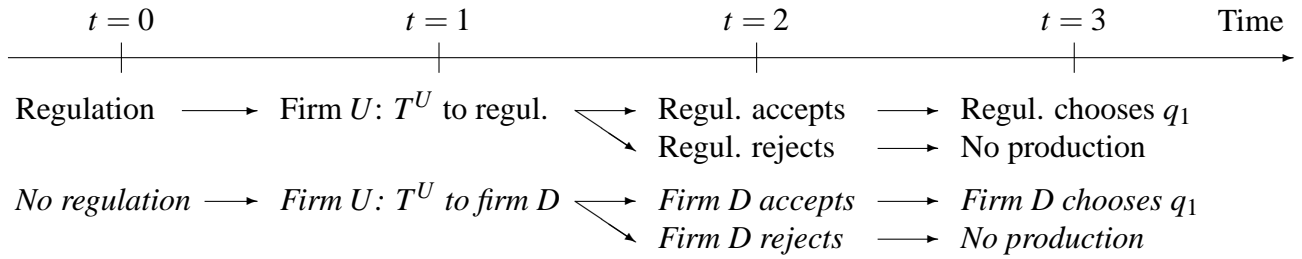 t = 0 t = 1 t = 2 t = 3 Time
Regulation Firm U: T^U to regul. Regul. accepts Regul. chooses q_1
Regul. rejects No production
No regulation Firm U: T^U to firm D Firm D accepts Firm D chooses q_1
Firm D rejects No production